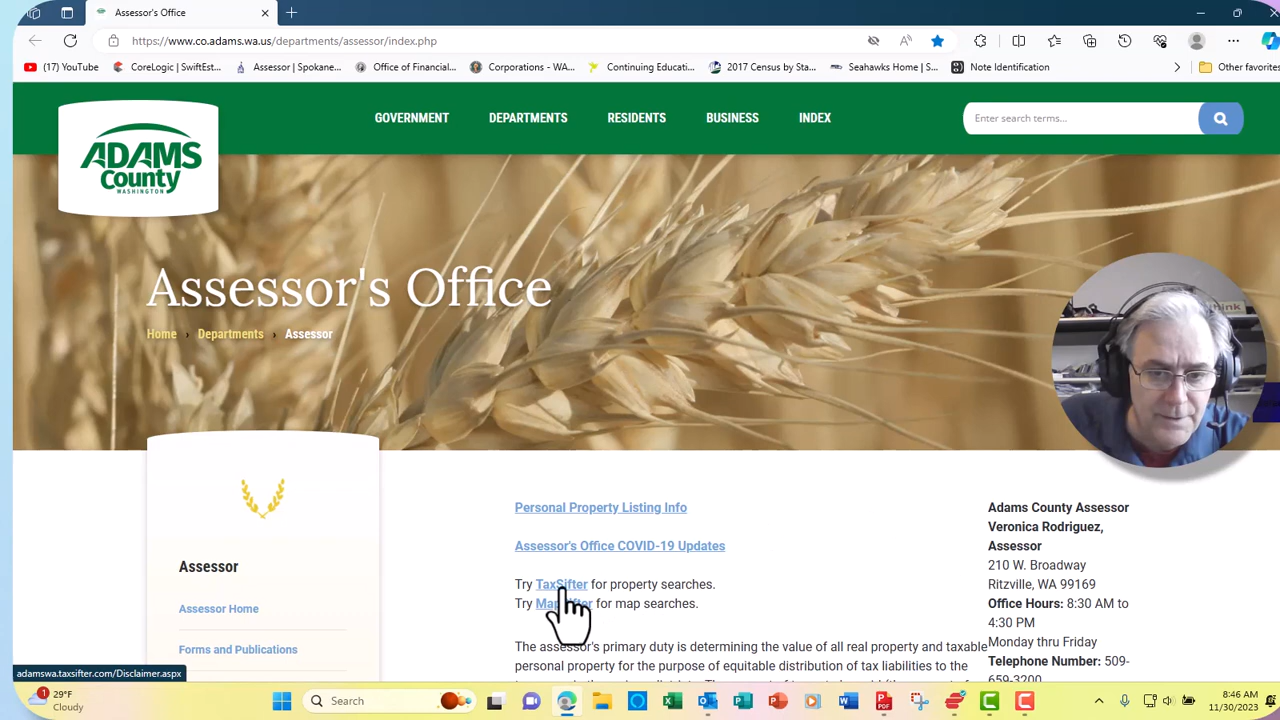 Assessor's Office
https://www.co.adams.wa.us/departments/assessor/index.php
(17) YouTube
CoreLogic | SwiftEst...
Assessor | Spokane...
Office of Financial...
Corporations - WA...
Continuing Educati...
2017 Census by Sta...
Seahawks Home | S...
Note Identification
Other favorites
ADAMS
County
WASHINGTON
GOVERNMENT
DEPARTMENTS
RESIDENTS
BUSINESS
INDEX
Enter search terms...
Assessor's Office
Home › Departments › Assessor
think
Assessor
Assessor Home
Forms and Publications
Personal Property Listing Info
Assessor's Office COVID-19 Updates
Try TaxSifter for property searches.
Try MapSifter for map searches.
The assessor's primary duty is determining the value of all real property and taxable
personal property for the purpose of equitable distribution of tax liabilities to the
Adams County Assessor
Veronica Rodriguez,
Assessor
210 W. Broadway
Ritzville, WA 99169
Office Hours: 8:30 AM to
4:30 PM
Monday thru Friday
Telephone Number: 509-
659-3200
adamswa.taxsifter.com/Disclaimer.aspx
1
29°F
Cloudy
Search
8:46 AM
11/30/2023